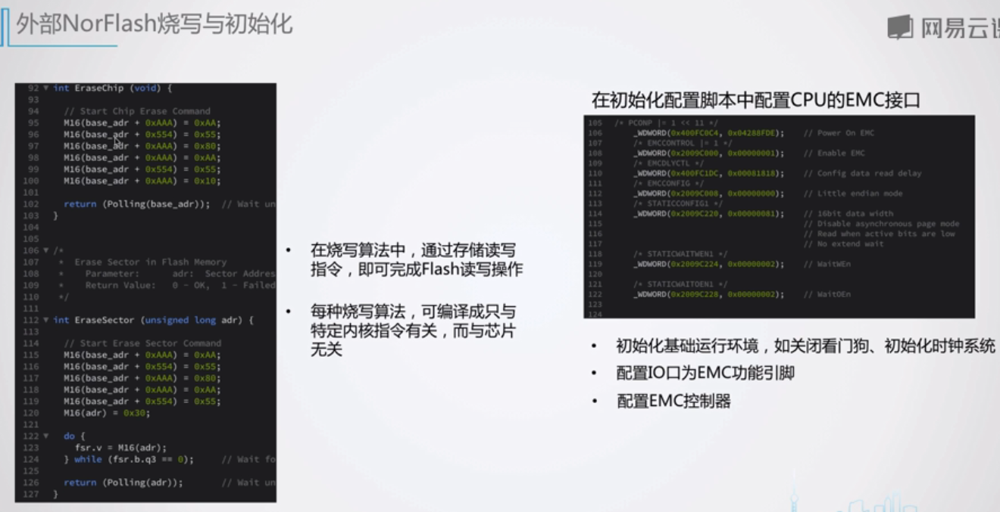 外部NorFlash烧写与初始化
网易云课
92 int EraseChip (void) {
93
94 // Start Chip Erase Command
95 M16(base_adr + 0xAAA) = 0xAA;
96 M16(base_adr + 0x554) = 0x55;
97 M16(base_adr + 0xAAA) = 0x80;
98 M16(base_adr + 0xAAA) = 0xAA;
99 M16(base_adr + 0x554) = 0x55;
100 M16(base_adr + 0xAAA) = 0x10;
101
102 return (Polling(base_adr)); // Wait un
103 }
104
105
106 /*
107 * Erase Sector in Flash Memory
108 * Parameter: adr: Sector Addres
109 * Return Value: 0 - OK, 1 - Failed
110 */
111
112 int EraseSector (unsigned long adr) {
113
114 // Start Erase Sector Command
115 M16(base_adr + 0xAAA) = 0xAA;
116 M16(base_adr + 0x554) = 0x55;
117 M16(base_adr + 0xAAA) = 0x80;
118 M16(base_adr + 0xAAA) = 0xAA;
119 M16(base_adr + 0x554) = 0x55;
120 M16(adr) = 0x30;
121
122 do {
123 fsr.v = M16(adr);
124 } while (fsr.b.q3 == 0); // Wait fo
125
126 return (Polling(adr)); // Wait un
127 }
• 在烧写算法中，通过存储读写
指令，即可完成Flash读写操作
• 每种烧写算法，可编译成只与
特定内核指令有关，而与芯片
无关
在初始化配置脚本中配置CPU的EMC接口
105 /* PCONP |= 1 << 11 */
106 _WDWORD(0x400FC0C4, 0x04288FDE); // Power On EMC
107 /* EMCCONTROL |= 1 */
108 _WDWORD(0x2009C000, 0x00000001); // Enable EMC
109 /* EMCDLYCTL */
110 _WDWORD(0x400FC1DC, 0x00081818); // Config data read delay
111 /* EMCCONFIG */
112 _WDWORD(0x2009C008, 0x00000000); // Little endian mode
113 /* STATICCONFIG1 */
114 _WDWORD(0x2009C220, 0x00000081); // 16bit data width
115 // Disable asynchronous page mode
116 // Read when active bits are low
117 // No extend wait
118 /* STATICWAITWEN1 */
119 _WDWORD(0x2009C224, 0x00000002); // WaitWEn
120
121 /* STATICWAITOEN1 */
122 _WDWORD(0x2009C228, 0x00000002); // WaitOEn
123
124
• 初始化基础运行环境，如关闭看门狗、初始化时钟系统
• 配置IO口为EMC功能引脚
• 配置EMC控制器